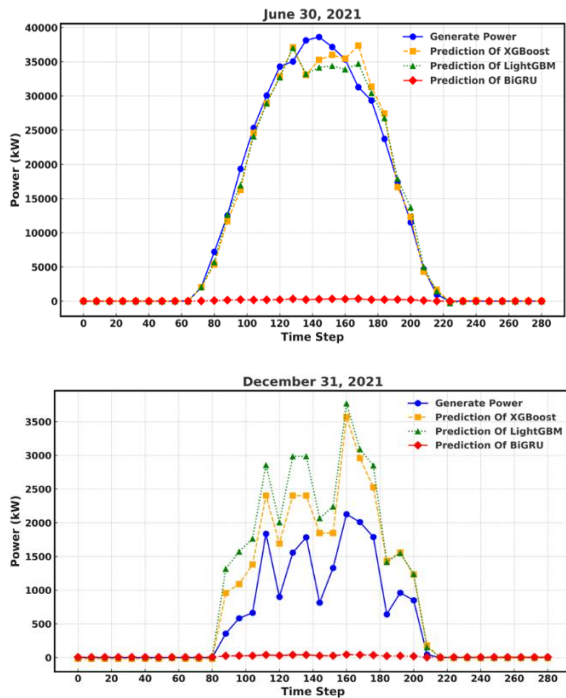 June 30, 2021
Generate Power
Prediction Of XGBoost
Prediction Of LightGBM
Prediction Of BiGRU
Power (kW)
40000
35000
30000
25000
20000
15000
10000
5000
0
0 20 40 60 80 100 120 140 160 180 200 220 240 260 280
Time Step
December 31, 2021
Generate Power
Prediction Of XGBoost
Prediction Of LightGBM
Prediction Of BiGRU
Power (kW)
3500
3000
2500
2000
1500
1000
500
0
0 20 40 60 80 100 120 140 160 180 200 220 240 260 280
Time Step